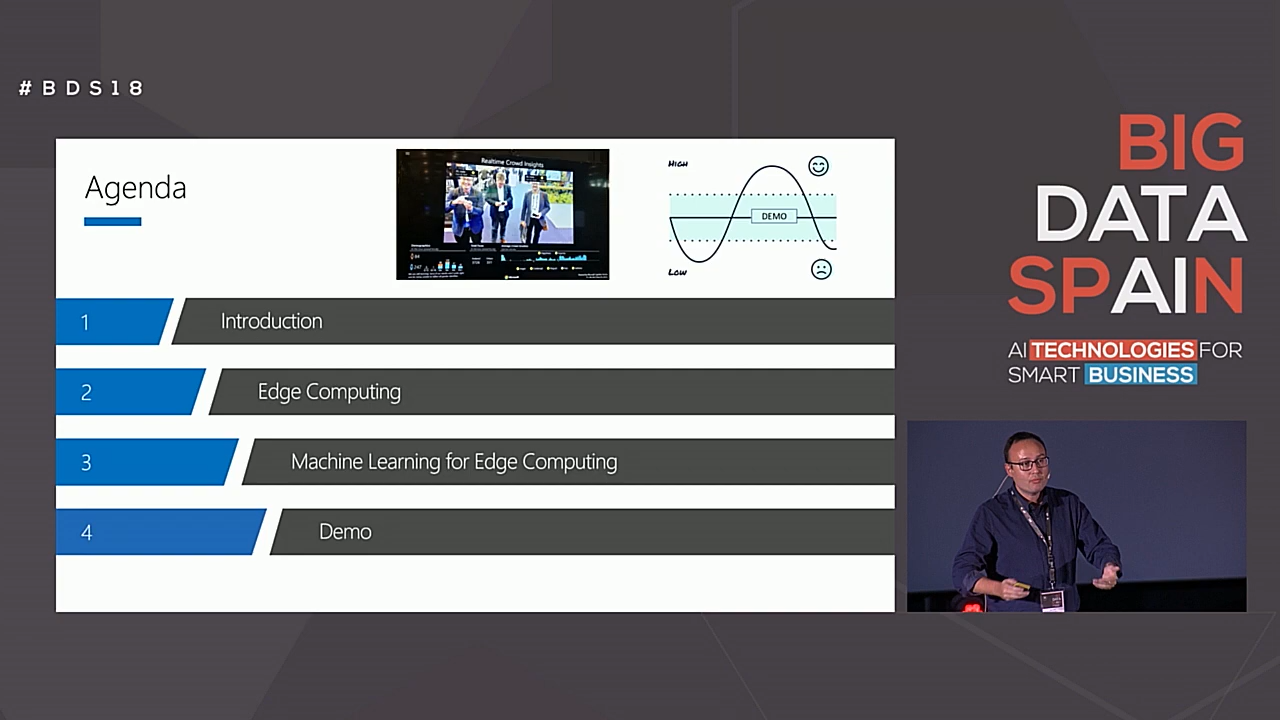 #BDS18
Agenda
Realtime Crowd Insights
HIGH
DEMO
LOW
1 Introduction
2 Edge Computing
3 Machine Learning for Edge Computing
4 Demo
BIG
DATA
SPAIN
AI TECHNOLOGIES FOR
SMART BUSINESS